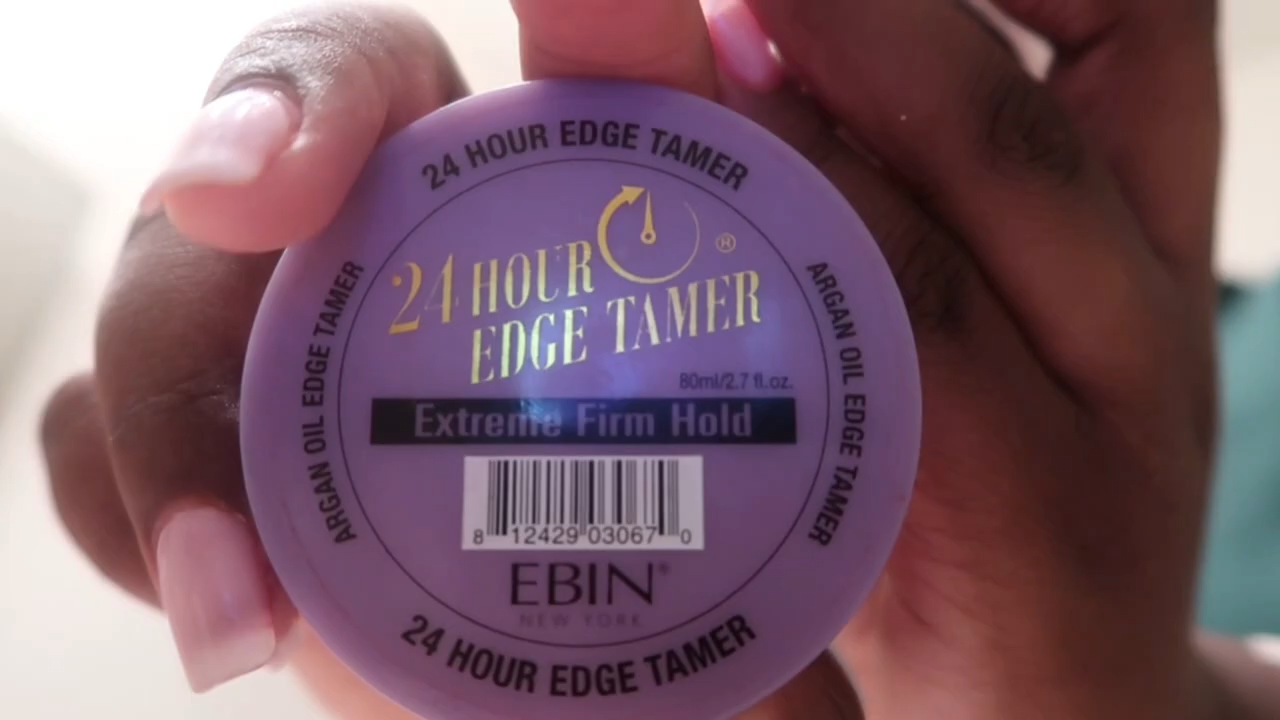 24 HOUR EDGE TAMER
24 HOUR
EDGE TAMER ®
80ml/2.7 fl.oz.
Extreme Firm Hold
8 12429 03067 0
EBIN®
NEW YORK
24 HOUR EDGE TAMER
ARGAN OIL EDGE TAMER
ARGAN OIL EDGE TAMER